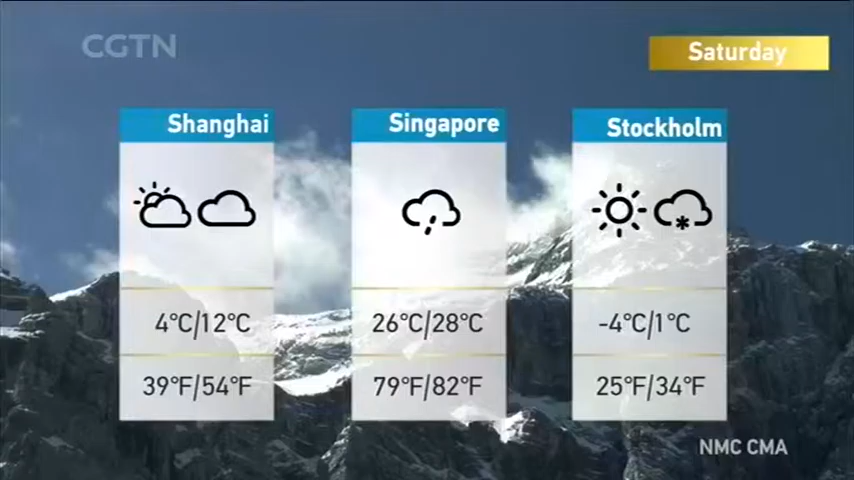 CGTN
Saturday
Shanghai
4°C/12°C
39°F/54°F
Singapore
26°C/28°C
79°F/82°F
Stockholm
-4°C/1°C
25°F/34°F
NMC CMA